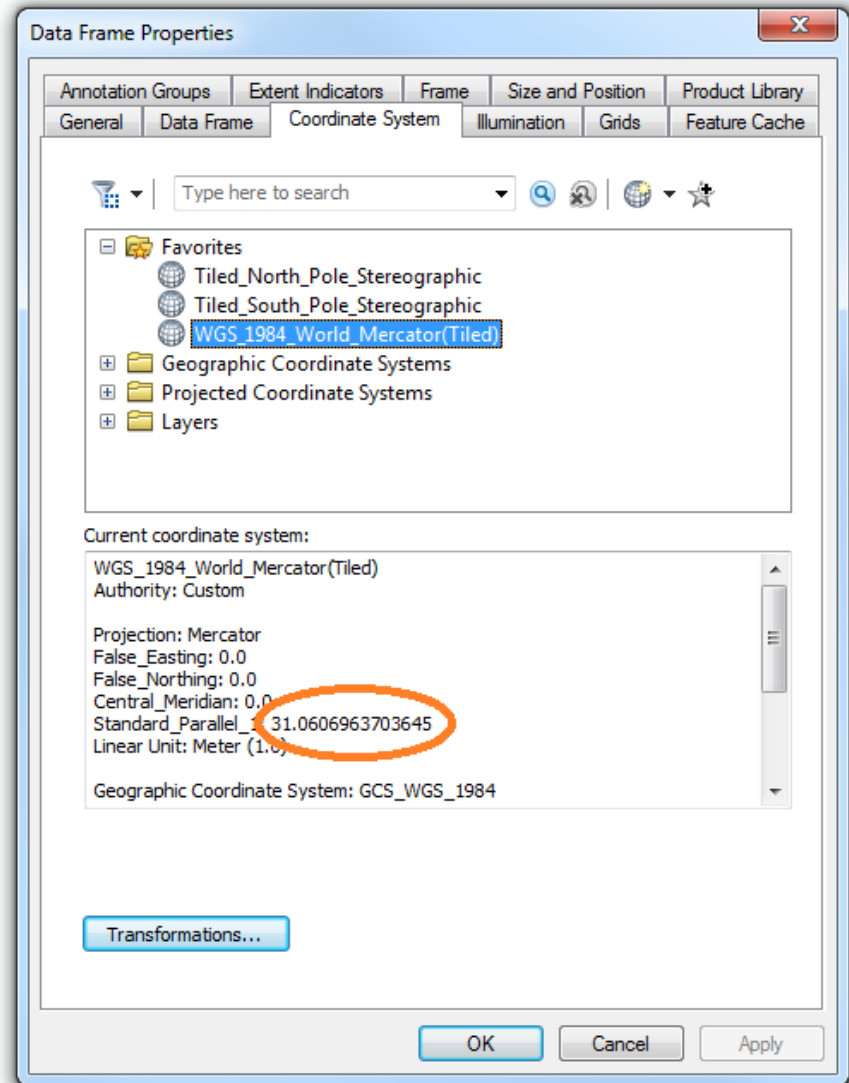 Data Frame Properties
Annotation Groups Extent Indicators Frame Size and Position Product Library
General Data Frame Coordinate System Illumination Grids Feature Cache
Type here to search
Favorites
Tiled_North_Pole_Stereographic
Tiled_South_Pole_Stereographic
WGS_1984_World_Mercator(Tiled)
Geographic Coordinate Systems
Projected Coordinate Systems
Layers
Current coordinate system:
WGS_1984_World_Mercator(Tiled)
Authority: Custom
Projection: Mercator
False_Easting: 0.0
False_Northing: 0.0
Central_Meridian: 0.0
Standard_Parallel_1: 31.0606963703645
Linear Unit: Meter (1.0)
Geographic Coordinate System: GCS_WGS_1984
Transformations...
OK Cancel Apply